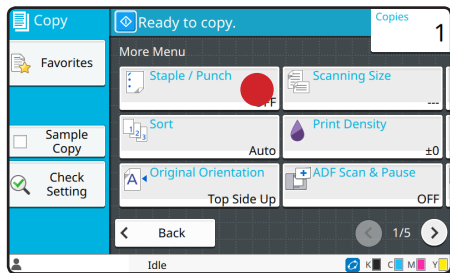 Copy
Ready to copy.
Copies
1
Favorites
Sample
Copy
Check
Setting
More Menu
Staple / Punch
Scanning Size
---
Sort
Auto
Print Density
±0
Original Orientation
Top Side Up
ADF Scan & Pause
OFF
Back
1/5
Idle
K C M Y